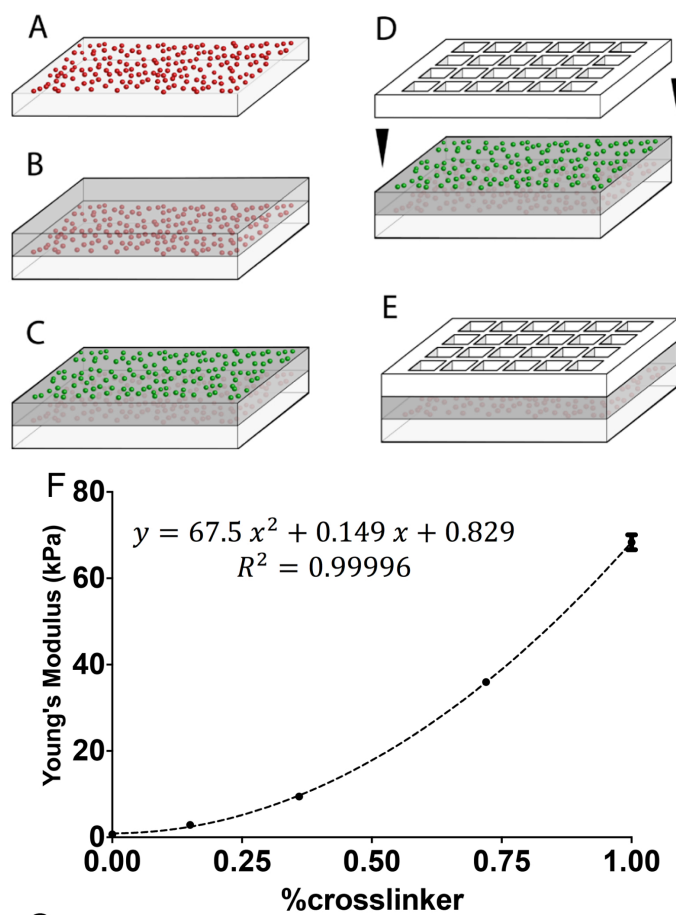 A
D
B
C
E
F
80
60
40
20
0
Young's Modulus (kPa)
y = 67.5 x² + 0.149 x + 0.829
R² = 0.99996
0.00 0.25 0.50 0.75 1.00
%crosslinker